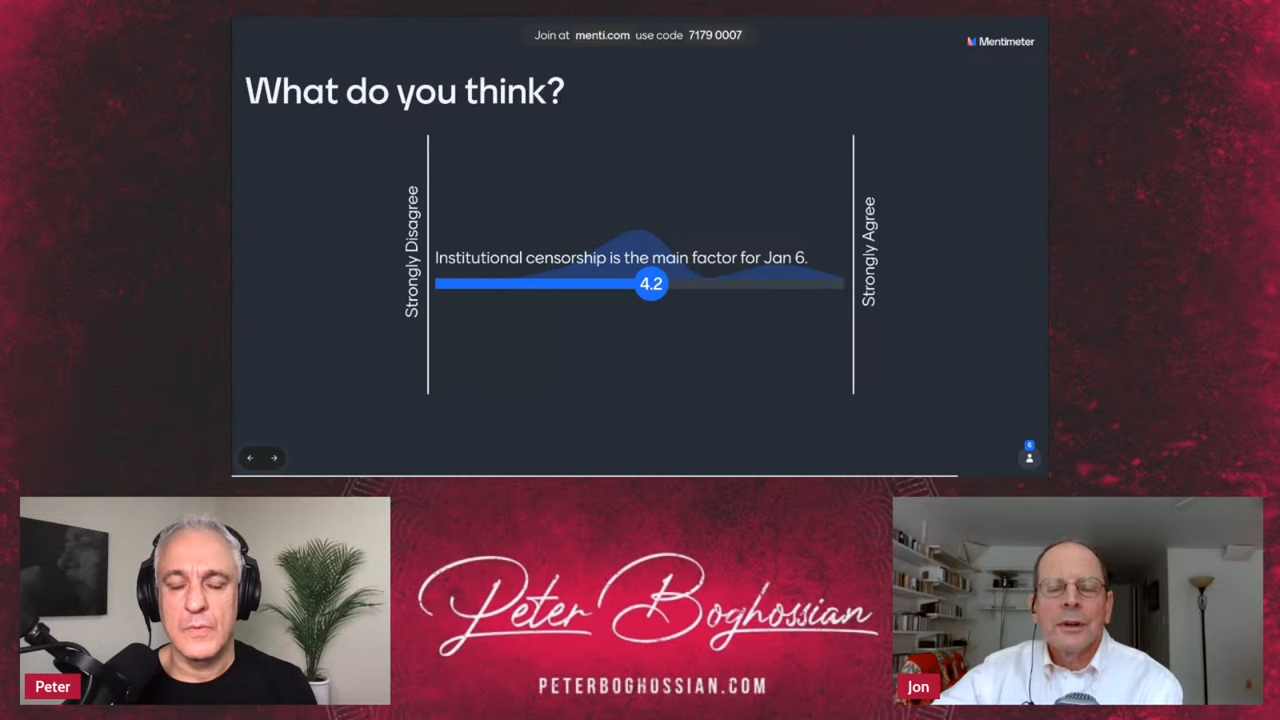 Join at menti.com use code 7179 0007
Mentimeter
What do you think?
Strongly Disagree
Institutional censorship is the main factor for Jan 6.
4.2
Strongly Agree
6
Peter Boghossian
PETERBOGHOSSIAN.COM
Peter
Jon